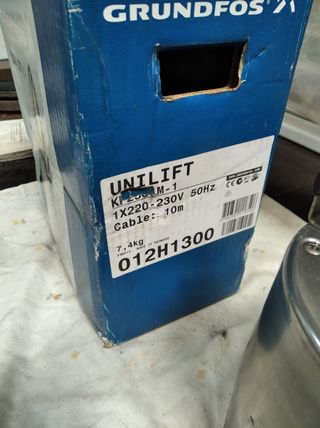 GRUNDFOS
UNILIFT
1X220-230V 50Hz
Cable: 10m
7,4kg
012H1300